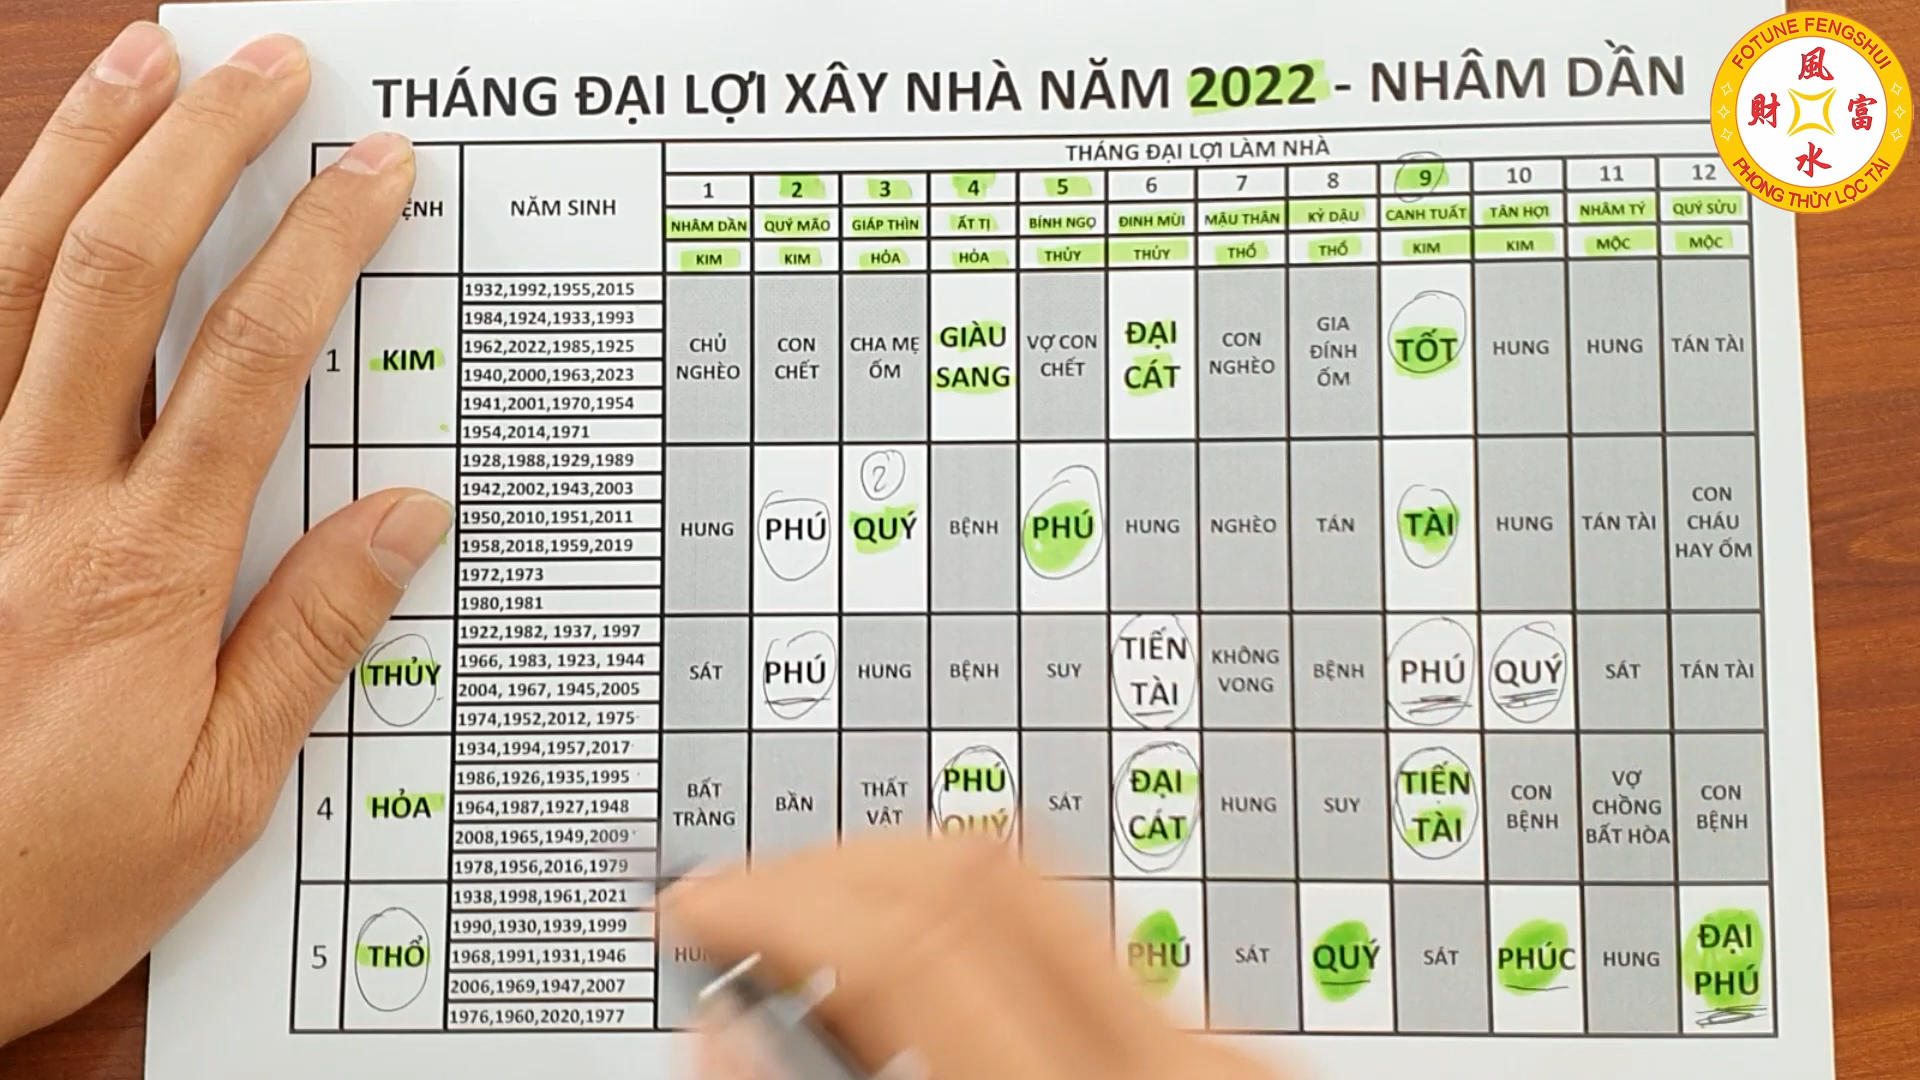 THÁNG ĐẠI LỢI XÂY NHÀ NĂM 2022 - NHÂM DẦN
FOTUNE FENGSHUI
風
財 富
水
PHONG THỦY LỘC TÀI
NĂM SINH
THÁNG ĐẠI LỢI LÀM NHÀ
1 2 3 4 5 6 7 8 9 10 11 12
NHÂM DẦN QUÝ MÃO GIÁP THÌN ẤT TỊ BÍNH NGỌ ĐINH MÙI MẬU THÂN KỶ DẬU CANH TUẤT TÂN HỢI NHÂM TÝ QUÝ SỬU
KIM KIM HỎA HỎA THỦY THỦY THỔ THỔ KIM KIM MỘC MỘC
1 KIM
1932,1992,1955,2015
1984,1924,1933,1993
1962,2022,1985,1925
1940,2000,1963,2023
1941,2001,1970,1954
1954,2014,1971
CHỦ
NGHÈO
CON
CHẾT
CHA MẸ
ỐM
GIÀU
SANG
VỢ CON
CHẾT
ĐẠI
CÁT
CON
NGHÈO
GIA
ĐÍNH
ỐM
TỐT
HUNG
HUNG
TÁN TÀI
1928,1988,1929,1989
1942,2002,1943,2003
1950,2010,1951,2011
1958,2018,1959,2019
1972,1973
1980,1981
HUNG
PHÚ
2
QUÝ
BỆNH
PHÚ
HUNG
NGHÈO
TÁN
TÀI
HUNG
TÁN TÀI
CON
CHÁU
HAY ỐM
THỦY
1922,1982, 1937, 1997
1966, 1983, 1923, 1944
2004, 1967, 1945,2005
1974,1952,2012, 1975
SÁT
PHÚ
HUNG
BỆNH
SUY
TIẾN
TÀI
KHÔNG
VONG
BỆNH
PHÚ
QUÝ
SÁT
TÁN TÀI
4 HỎA
1934,1994,1957,2017
1986,1926,1935,1995
1964,1987,1927,1948
2008,1965,1949,2009
1978,1956,2016,1979
BẤT
TRÀNG
BẦN
THẤT
VẬT
PHÚ
QUÝ
SÁT
ĐẠI
CÁT
HUNG
SUY
TIẾN
TÀI
CON
BỆNH
VỢ
CHỒNG
BẤT HÒA
CON
BỆNH
5 THỔ
1938,1998,1961,2021
1990,1930,1939,1999
1968,1991,1931,1946
2006,1969,1947,2007
1976,1960,2020,1977
PHÚ
SÁT
QUÝ
SÁT
PHÚC
HUNG
ĐẠI
PHÚ